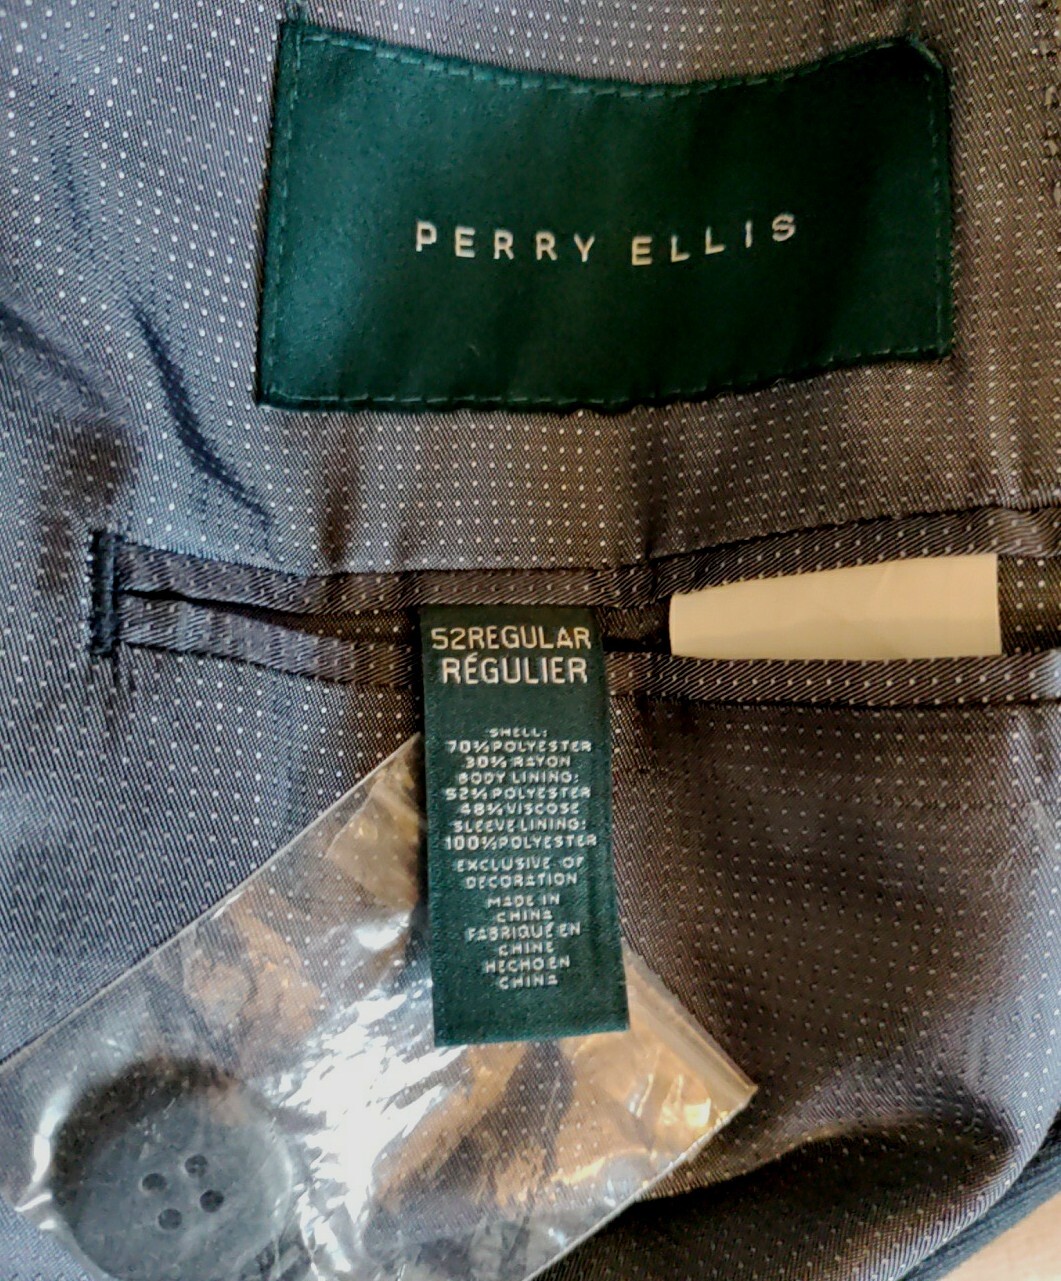 PERRY ELLIS
52REGULAR
RÉGULIER
SHELL:
70%POLYESTER
30% RAYON
BODY LINING:
52%POLYESTER
48%VISCOSE
SLEEVE LINING:
100%POLYESTER
EXCLUSIVE OF
DECORATION
MADE IN
CHINA
FABRIQUE EN
CHINE
HECHO EN
CHINA